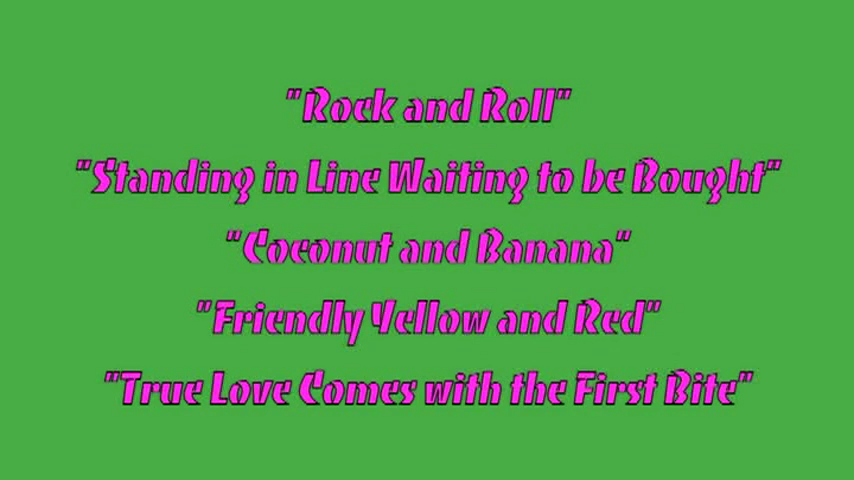 "Rock and Roll"
"Standing in Line Waiting to be Bought"
"Coconut and Banana"
"Friendly Yellow and Red"
"True Love Comes with the First Bite"